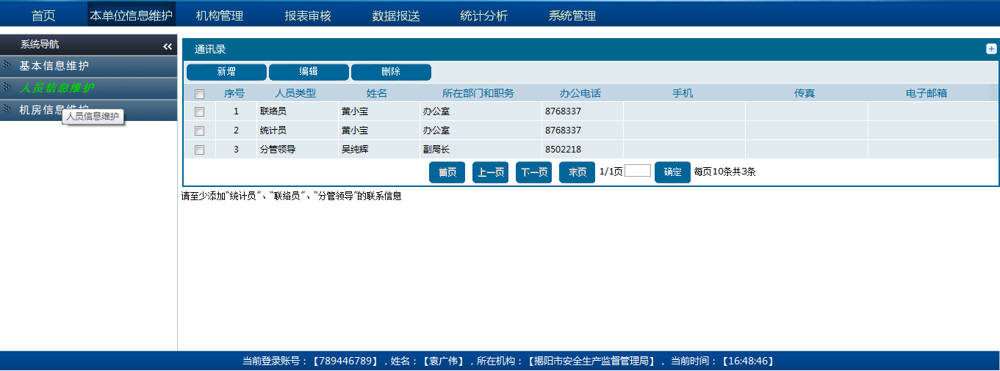 首页 本单位信息维护 机构管理 报表审核 数据报送 统计分析 系统管理
系统导航
基本信息维护
人员信息维护
机房信息维护
人员信息维护
通讯录
新增 编辑 删除
序号 人员类型 姓名 所在部门和职务 办公电话 手机 传真 电子邮箱
1 联络员 黄小宝 办公室 8768337
2 统计员 黄小宝 办公室 8768337
3 分管领导 吴纯辉 副局长 8502218
首页 上一页 下一页 末页 1/1页 确定 每页10条共3条
请至少添加“统计员”、“联络员”、“分管领导”的联系信息
当前登录账号：【789446789】，姓名：【袁广伟】，所在机构：【揭阳市安全生产监督管理局】， 当前时间：【16:48:46】